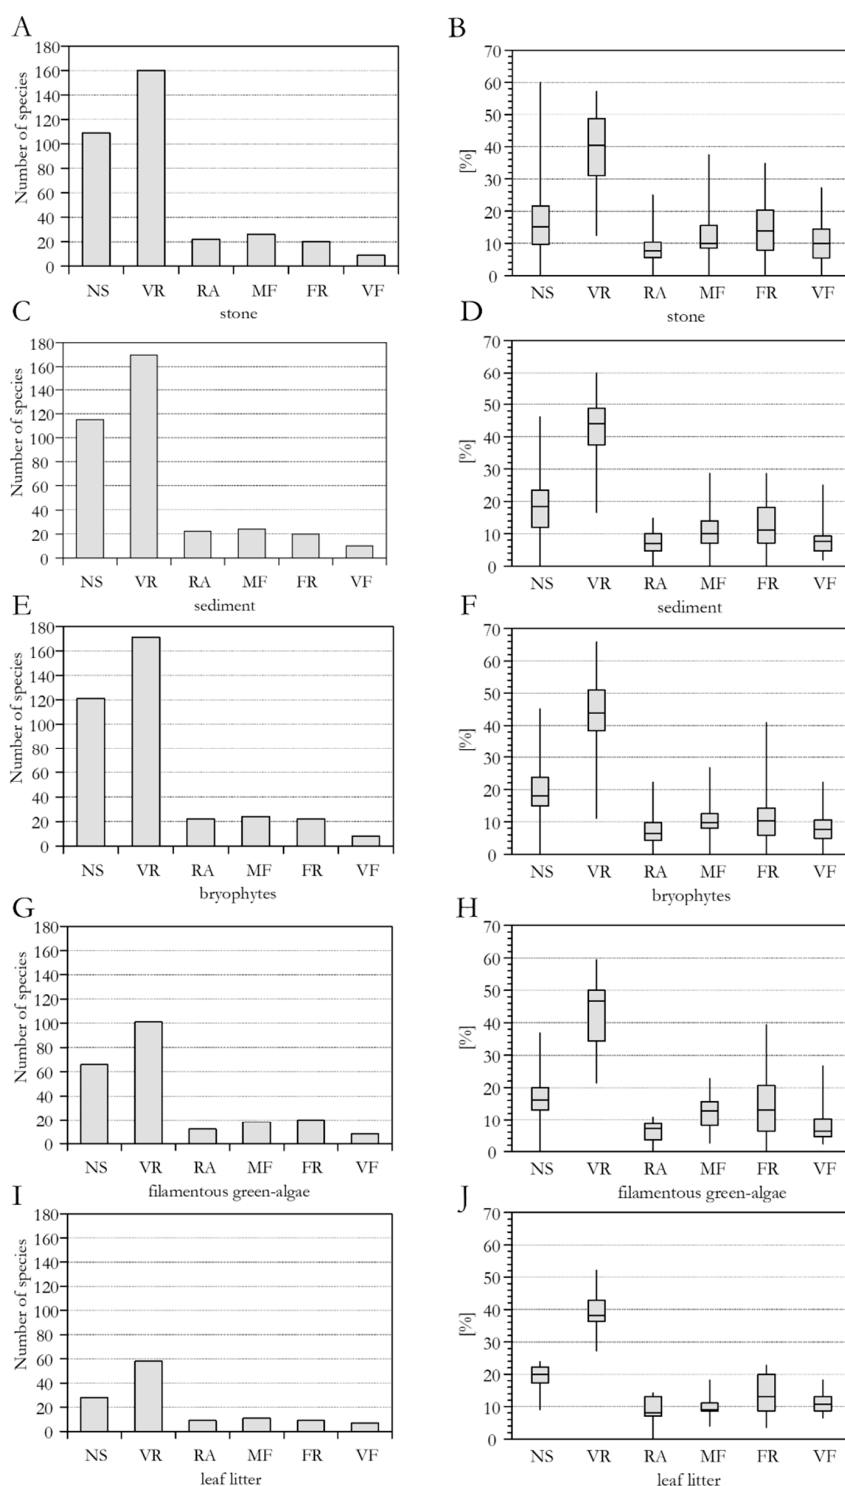 A
Number of species
180
160
140
120
100
80
60
40
20
0
NS VR RA MF FR VF
stone
B
[%]
70
60
50
40
30
20
10
0
NS VR RA MF FR VF
stone
C
Number of species
180
160
140
120
100
80
60
40
20
0
NS VR RA MF FR VF
sediment
D
[%]
70
60
50
40
30
20
10
0
NS VR RA MF FR VF
sediment
E
Number of species
180
160
140
120
100
80
60
40
20
0
NS VR RA MF FR VF
bryophytes
F
[%]
70
60
50
40
30
20
10
0
NS VR RA MF FR VF
bryophytes
G
Number of species
180
160
140
120
100
80
60
40
20
0
NS VR RA MF FR VF
filamentous green-algae
H
[%]
70
60
50
40
30
20
10
0
NS VR RA MF FR VF
filamentous green-algae
I
Number of species
180
160
140
120
100
80
60
40
20
0
NS VR RA MF FR VF
leaf litter
J
[%]
70
60
50
40
30
20
10
0
NS VR RA MF FR VF
leaf litter